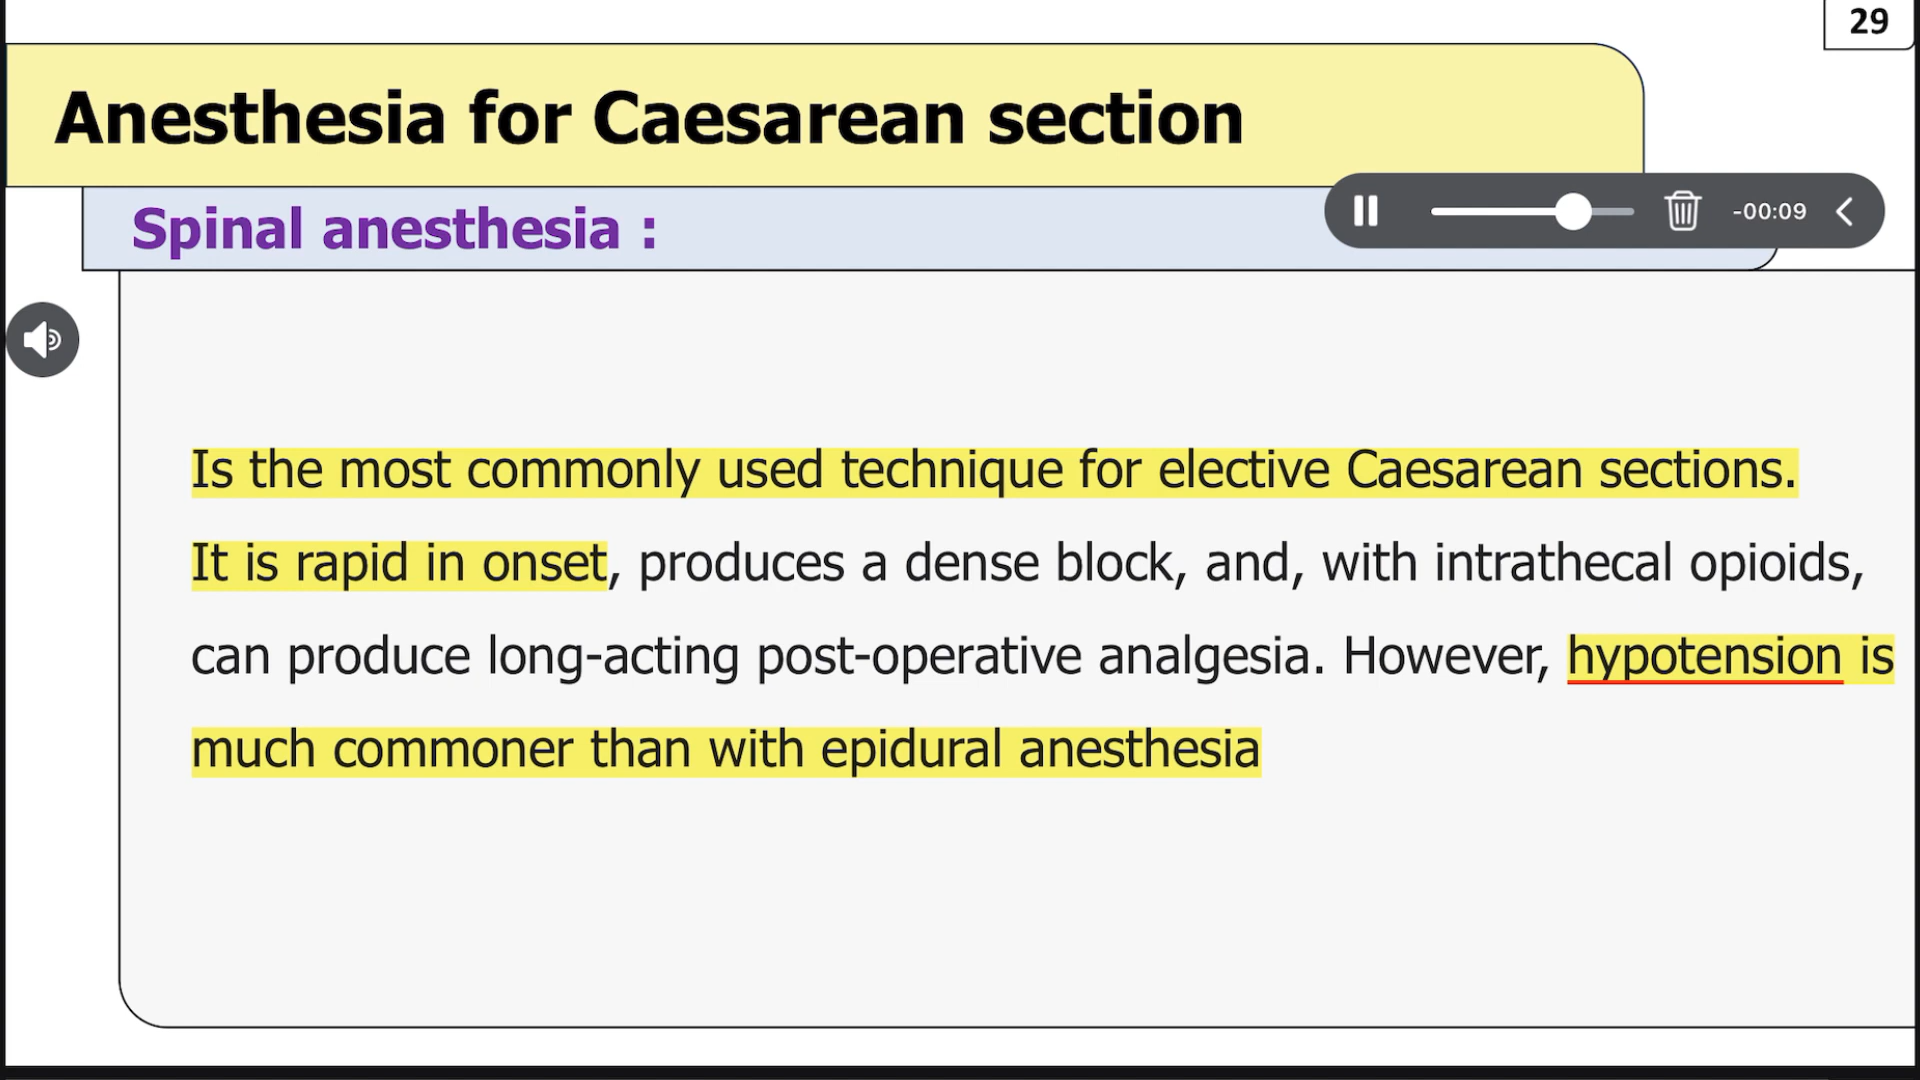 29
Anesthesia for Caesarean section
Spinal anesthesia :
-00:09
Is the most commonly used technique for elective Caesarean sections.
It is rapid in onset, produces a dense block, and, with intrathecal opioids,
can produce long-acting post-operative analgesia. However, hypotension is
much commoner than with epidural anesthesia